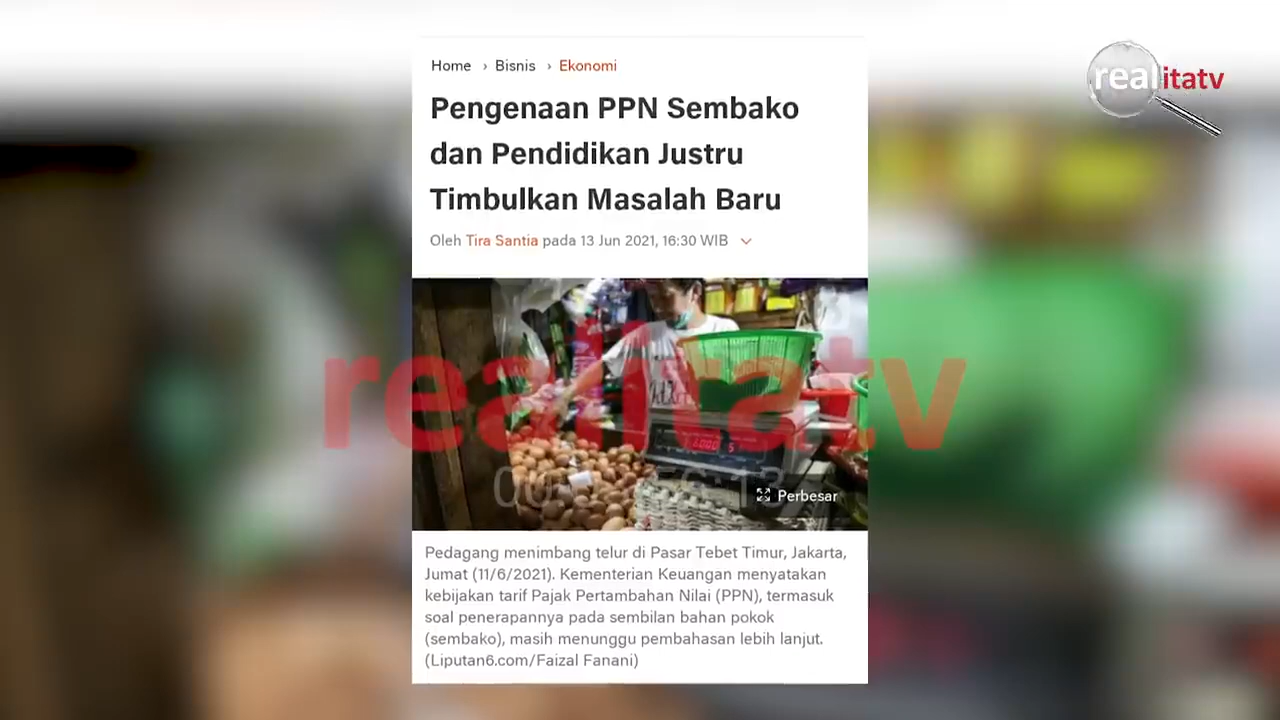 realitatv
Home › Bisnis › Ekonomi
Pengenaan PPN Sembako
dan Pendidikan Justru
Timbulkan Masalah Baru
Oleh Tira Santia pada 13 Jun 2021, 16:30 WIB
realitatv
Perbesar
Pedagang menimbang telur di Pasar Tebet Timur, Jakarta,
Jumat (11/6/2021). Kementerian Keuangan menyatakan
kebijakan tarif Pajak Pertambahan Nilai (PPN), termasuk
soal penerapannya pada sembilan bahan pokok
(sembako), masih menunggu pembahasan lebih lanjut.
(Liputan6.com/Faizal Fanani)